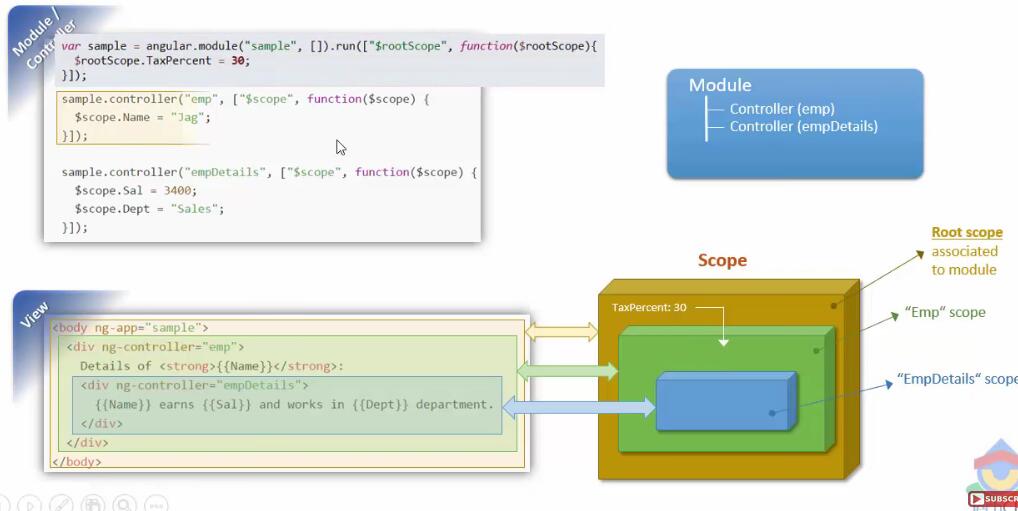 Module /
Controller
var sample = angular.module("sample", []).run(["$rootScope", function($rootScope){
$rootScope.TaxPercent = 30;
}]);
sample.controller("emp", ["$scope", function($scope) {
$scope.Name = "Jag";
}]);
sample.controller("empDetails", ["$scope", function($scope) {
$scope.Sal = 3400;
$scope.Dept = "Sales";
}]);
Module
Controller (emp)
Controller (empDetails)
View
<body ng-app="sample">
<div ng-controller="emp">
Details of <strong>{{Name}}</strong>:
<div ng-controller="empDetails">
{{Name}} earns {{Sal}} and works in {{Dept}} department.
</div>
</div>
</body>
Scope
TaxPercent: 30
Root scope
associated
to module
“Emp“ scope
“EmpDetails“ scope
SUBSCR